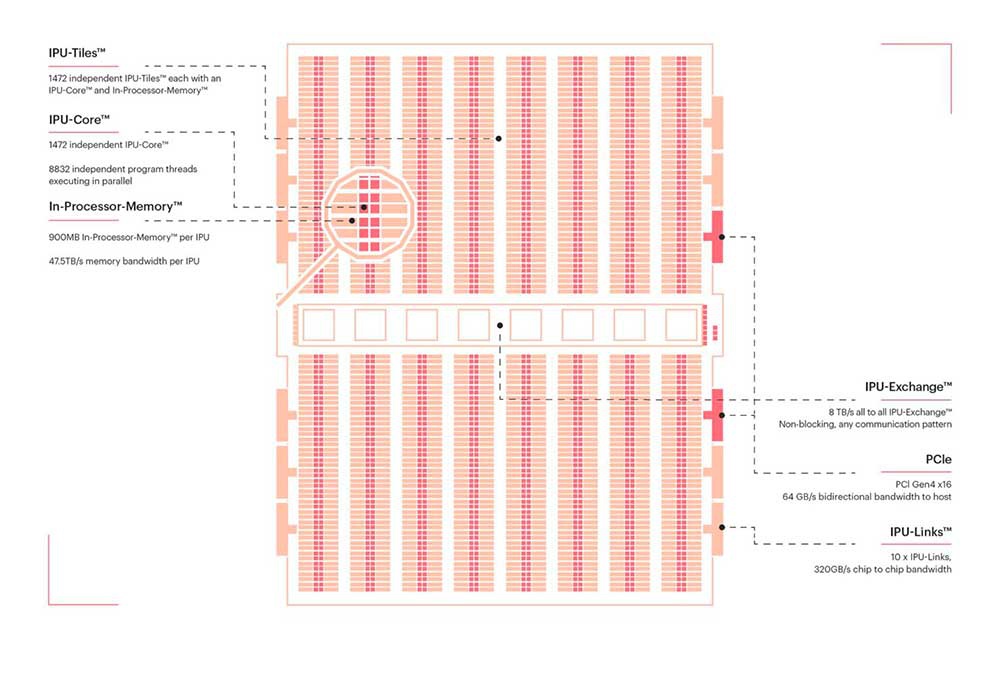 IPU-Tiles™
1472 independent IPU-Tiles™ each with an
IPU-Core™ and In-Processor-Memory™
IPU-Core™
1472 independent IPU-Core™
8832 independent program threads
executing in parallel
In-Processor-Memory™
900MB In-Processor-Memory™ per IPU
47.5TB/s memory bandwidth per IPU
IPU-Exchange™
8 TB/s all to all IPU-Exchange™
Non-blocking, any communication pattern
PCIe
PCI Gen4 x16
64 GB/s bidirectional bandwidth to host
IPU-Links™
10 x IPU-Links,
320GB/s chip to chip bandwidth